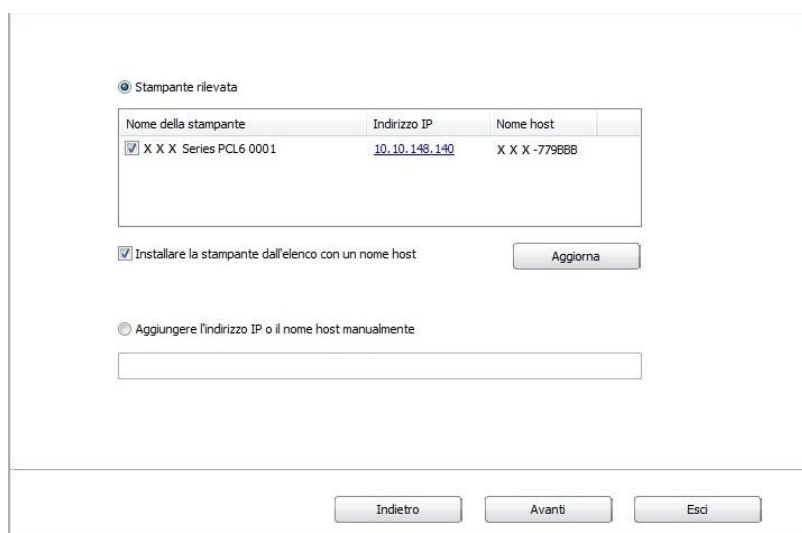 Stampante rilevata
Nome della stampante Indirizzo IP Nome host
X X X Series PCL6 0001 10.10.148.140 X X X -779BBB
Installare la stampante dall'elenco con un nome host Aggiorna
Aggiungere l'indirizzo IP o il nome host manualmente
Indietro Avanti Esci